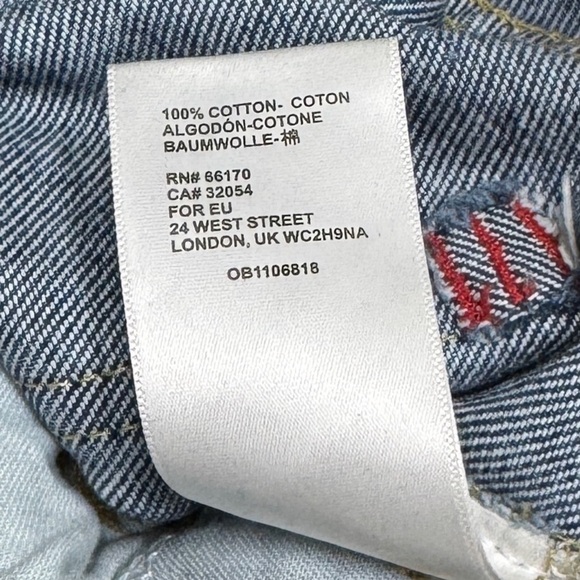 100% COTTON- COTON
ALGODÓN-COTONE
BAUMWOLLE-棉
RN# 66170
CA# 32054
FOR EU
24 WEST STREET
LONDON, UK WC2H9NA
OB1106818